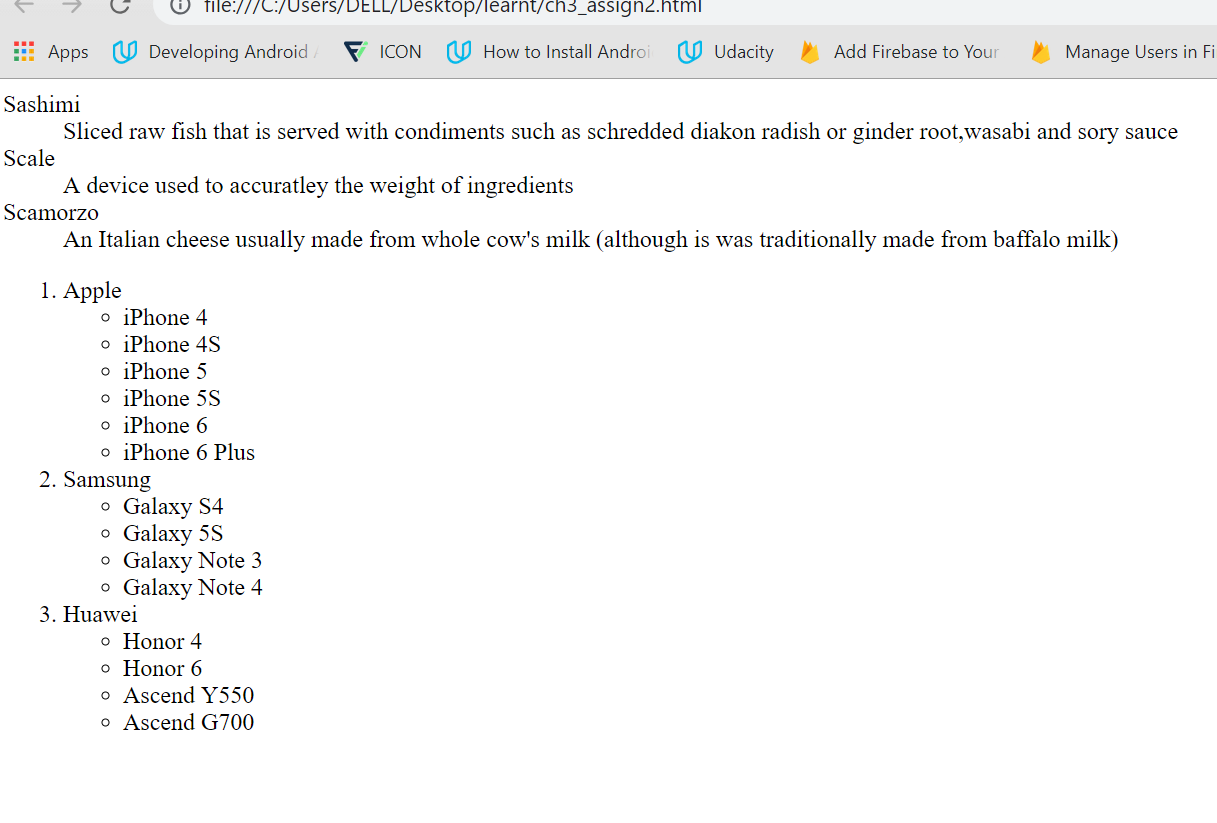 file:///C:/Users/DELL/Desktop/learnt/ch3_assign2.html
Apps Developing Android ICON How to Install Androi Udacity Add Firebase to Your Manage Users in Fi
Sashimi
Sliced raw fish that is served with condiments such as schredded diakon radish or ginder root,wasabi and sory sauce
Scale
A device used to accuratley the weight of ingredients
Scamorzo
An Italian cheese usually made from whole cow's milk (although is was traditionally made from baffalo milk)
1. Apple
iPhone 4
iPhone 4S
iPhone 5
iPhone 5S
iPhone 6
iPhone 6 Plus
2. Samsung
Galaxy S4
Galaxy 5S
Galaxy Note 3
Galaxy Note 4
3. Huawei
Honor 4
Honor 6
Ascend Y550
Ascend G700